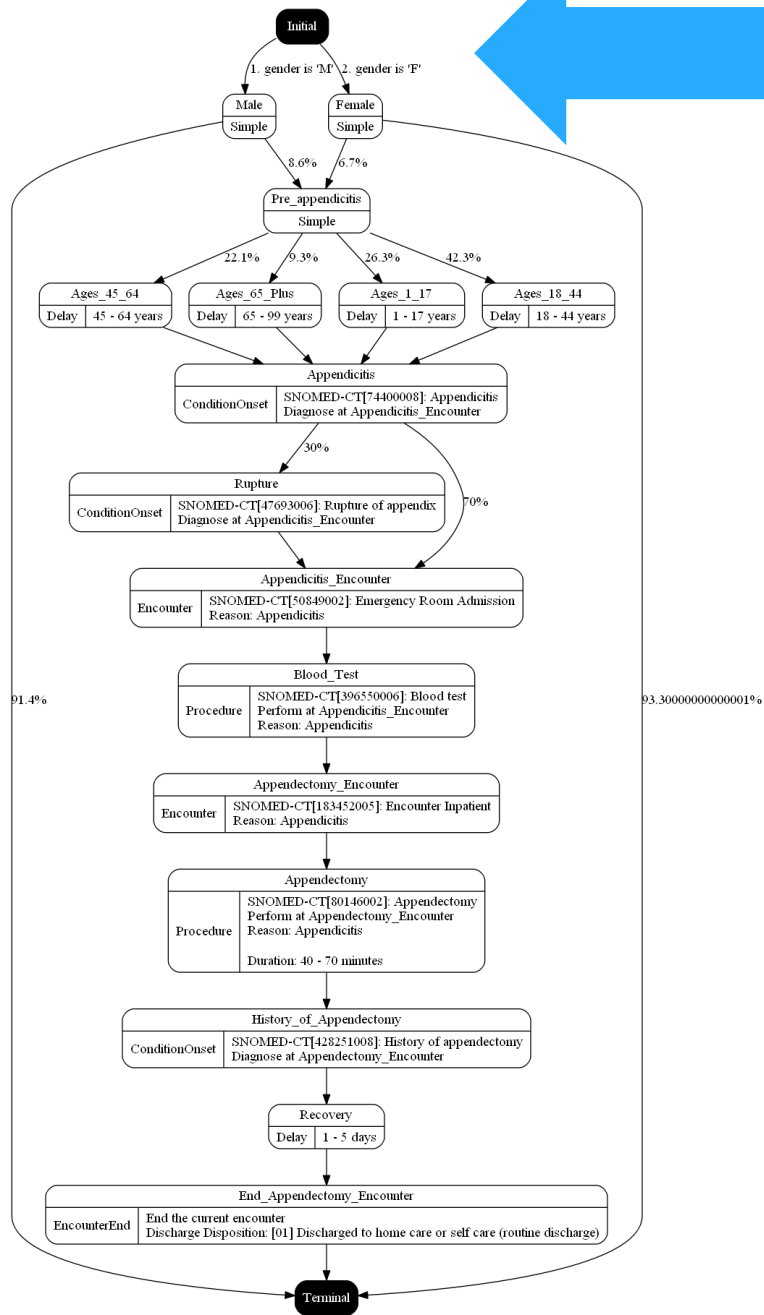 Initial
1. gender is 'M'
2. gender is 'F'
Male
Simple
Female
Simple
8.6%
6.7%
Pre_appendicitis
Simple
22.1%
9.3%
26.3%
42.3%
Ages_45_64
Delay
45 - 64 years
Ages_65_Plus
Delay
65 - 99 years
Ages_1_17
Delay
1 - 17 years
Ages_18_44
Delay
18 - 44 years
Appendicitis
ConditionOnset
SNOMED-CT[74400008]: Appendicitis
Diagnose at Appendicitis_Encounter
30%
70%
Rupture
ConditionOnset
SNOMED-CT[47693006]: Rupture of appendix
Diagnose at Appendicitis_Encounter
Appendicitis_Encounter
Encounter
SNOMED-CT[50849002]: Emergency Room Admission
Reason: Appendicitis
91.4%
93.30000000000001%
Blood_Test
Procedure
SNOMED-CT[396550006]: Blood test
Perform at Appendicitis_Encounter
Reason: Appendicitis
Appendectomy_Encounter
Encounter
SNOMED-CT[183452005]: Encounter Inpatient
Reason: Appendicitis
Appendectomy
Procedure
SNOMED-CT[80146002]: Appendectomy
Perform at Appendectomy_Encounter
Reason: Appendicitis
Duration: 40 - 70 minutes
History_of_Appendectomy
ConditionOnset
SNOMED-CT[428251008]: History of appendectomy
Diagnose at Appendectomy_Encounter
Recovery
Delay
1 - 5 days
End_Appendectomy_Encounter
EncounterEnd
End the current encounter
Discharge Disposition: [01] Discharged to home care or self care (routine discharge)
Terminal